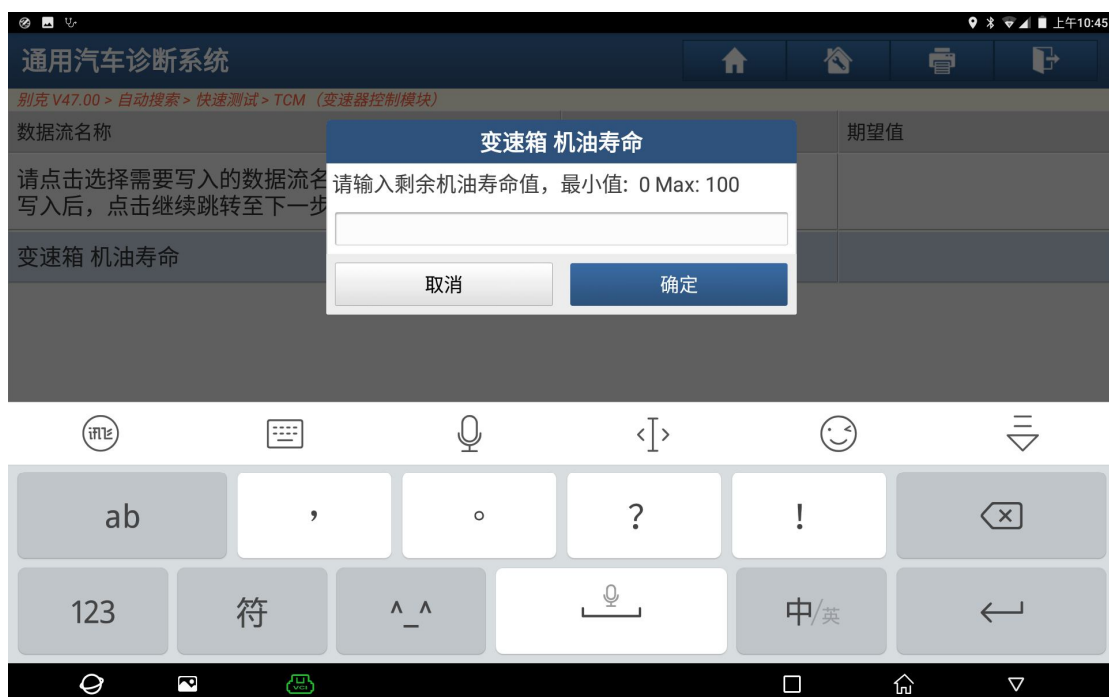 上午10:45
通用汽车诊断系统
别克 V47.00 > 自动搜索 > 快速测试 > TCM（变速器控制模块）
数据流名称
期望值
变速箱 机油寿命
请点击选择需要写入的数据流名
写入后，点击继续跳转至下一步
请输入剩余机油寿命值，最小值: 0 Max: 100
变速箱 机油寿命
取消
确定
讯飞
ab
，
。
？
！
123
符
^_^
中/英
VCI